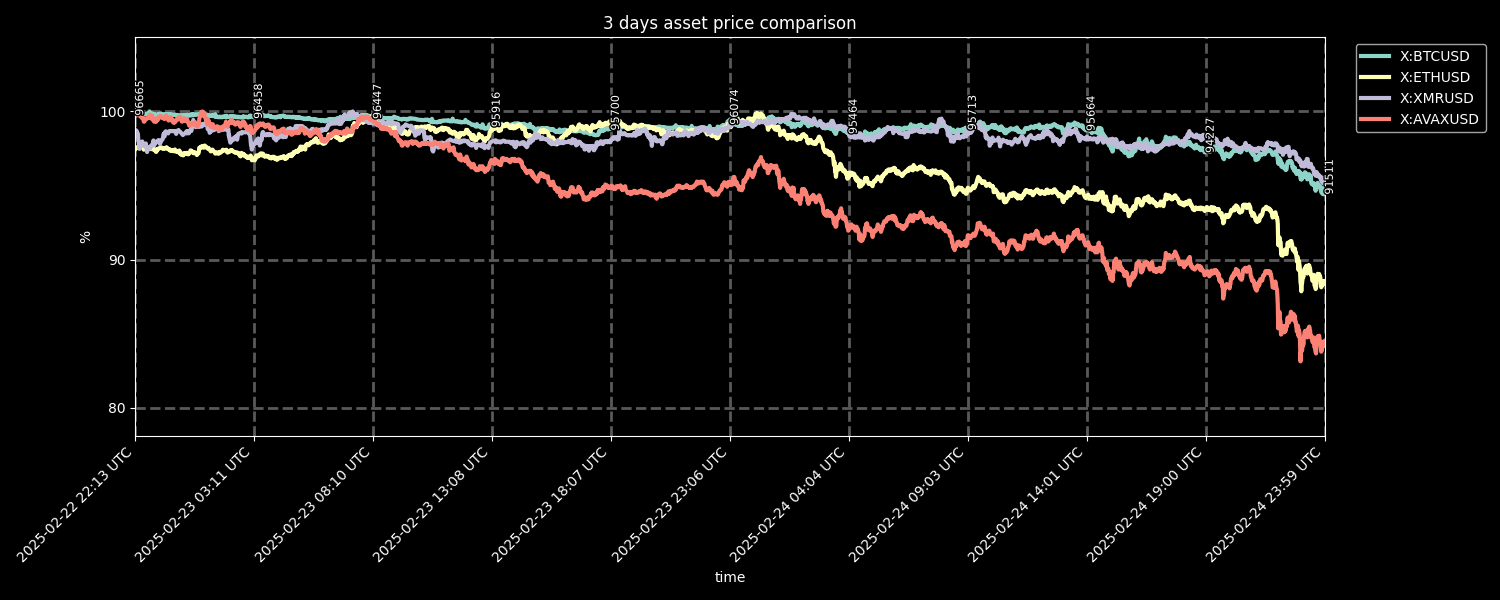 3 days asset price comparison
X:BTCUSD
X:ETHUSD
X:XMRUSD
X:AVAXUSD
100
90
80
%
96665
96458
96447
95916
95700
96074
95464
95713
95664
94227
91511
2025-02-22 22:13 UTC
2025-02-23 03:11 UTC
2025-02-23 08:10 UTC
2025-02-23 13:08 UTC
2025-02-23 18:07 UTC
2025-02-23 23:06 UTC
2025-02-24 04:04 UTC
2025-02-24 09:03 UTC
2025-02-24 14:01 UTC
2025-02-24 19:00 UTC
2025-02-24 23:59 UTC
time